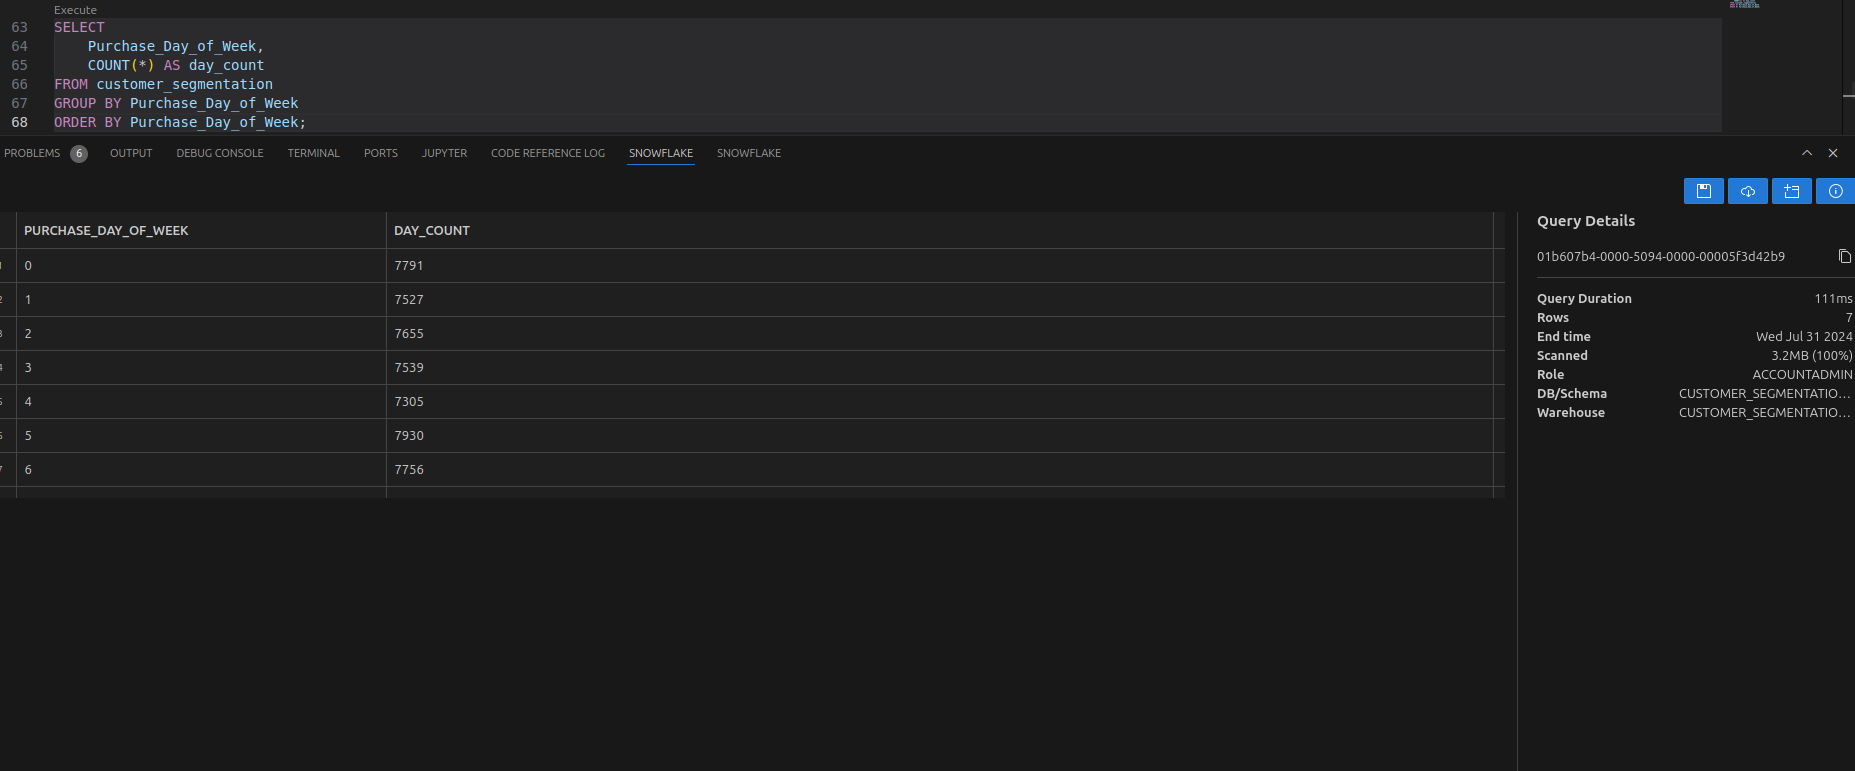 Execute
63 SELECT
64 Purchase_Day_of_Week,
65 COUNT(*) AS day_count
66 FROM customer_segmentation
67 GROUP BY Purchase_Day_of_Week
68 ORDER BY Purchase_Day_of_Week;
PROBLEMS 6 OUTPUT DEBUG CONSOLE TERMINAL PORTS JUPYTER CODE REFERENCE LOG SNOWFLAKE SNOWFLAKE
PURCHASE_DAY_OF_WEEK DAY_COUNT
0 7791
2 1 7527
3 2 7655
4 3 7539
5 4 7305
6 5 7930
7 6 7756
Query Details
01b607b4-0000-5094-0000-00005f3d42b9
Query Duration 111ms
Rows 7
End time Wed Jul 31 2024
Scanned 3.2MB (100%)
Role ACCOUNTADMIN
DB/Schema CUSTOMER_SEGMENTATIO...
Warehouse CUSTOMER_SEGMENTATIO...